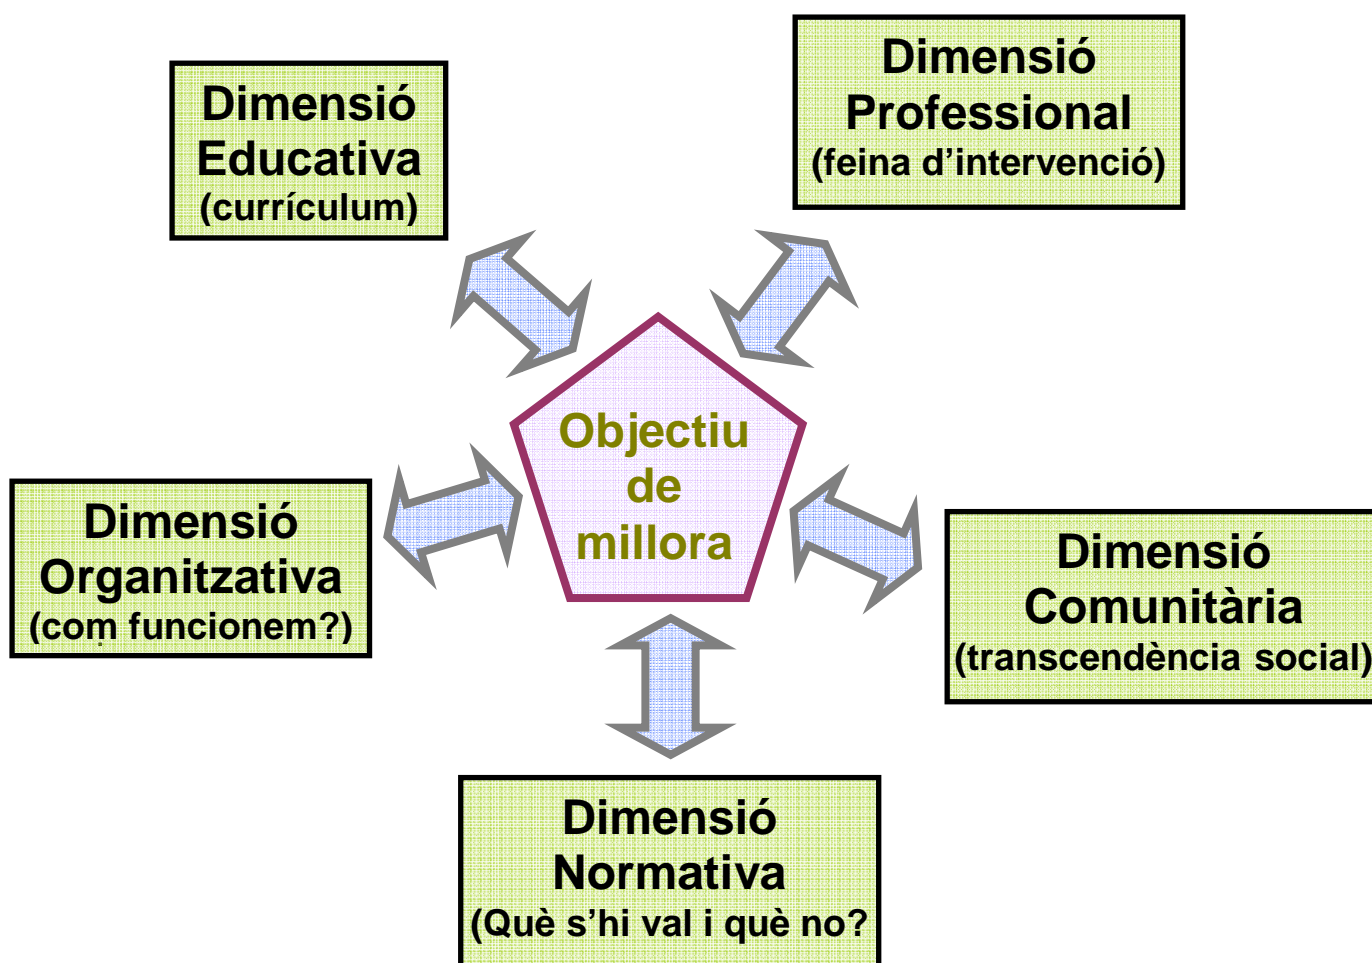 Dimensió
Educativa
(currículum)
Dimensió
Professional
(feina d’intervenció)
Objectiu
de
millora
Dimensió
Organitzativa
(com funcionem?)
Dimensió
Comunitària
(transcendència social)
Dimensió
Normativa
(Què s’hi val i què no?